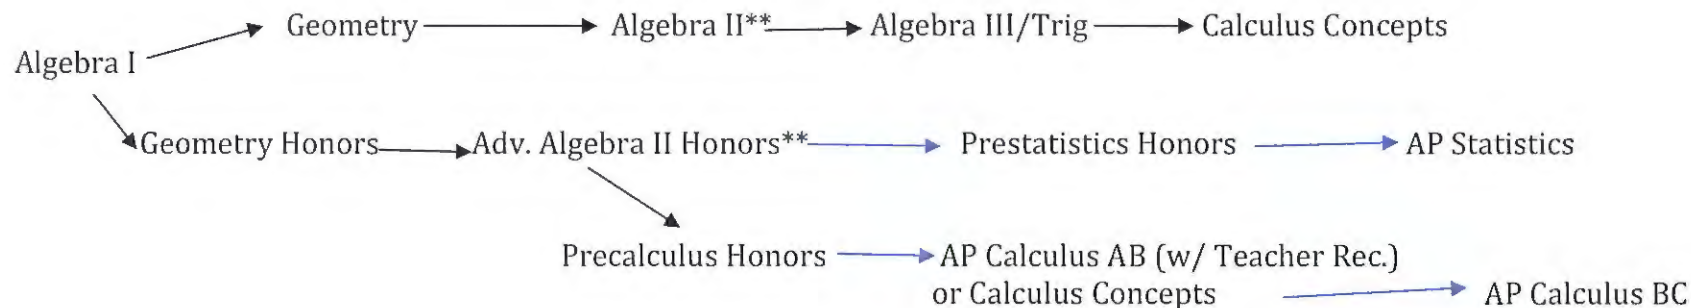 Geometry Algebra II** Algebra III/Trig Calculus Concepts
Algebra I
Geometry Honors Adv. Algebra II Honors** Prestatistics Honors AP Statistics
Precalculus Honors AP Calculus AB (w/ Teacher Rec.)
or Calculus Concepts AP Calculus BC